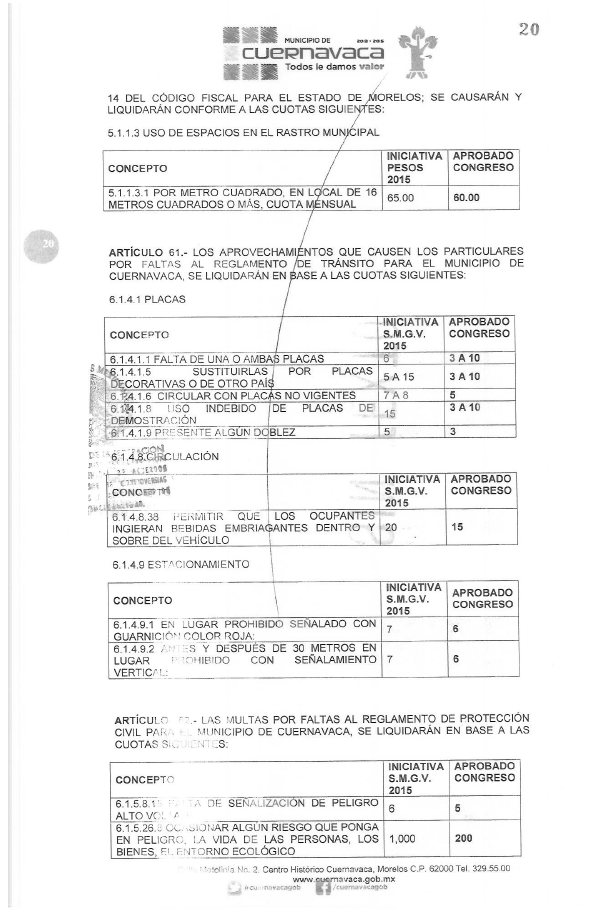 20
MUNICIPIO DE
CUERNAVACA
Todos le damos valor
14 DEL CÓDIGO FISCAL PARA EL ESTADO DE MORELOS; SE CAUSARÁN Y
LIQUIDARÁN CONFORME A LAS CUOTAS SIGUIENTES:
5.1.1.3 USO DE ESPACIOS EN EL RASTRO MUNICIPAL
CONCEPTO
INICIATIVA PESOS 2015
APROBADO CONGRESO
5.1.1.3.1 POR METRO CUADRADO, EN LOCAL DE 16
METROS CUADRADOS O MÁS, CUOTA MENSUAL
65.00
60.00
20
ARTÍCULO 61.- LOS APROVECHAMIENTOS QUE CAUSEN LOS PARTICULARES
POR FALTAS AL REGLAMENTO DE TRÁNSITO PARA EL MUNICIPIO DE
CUERNAVACA, SE LIQUIDARÁN EN BASE A LAS CUOTAS SIGUIENTES:
6.1.4.1 PLACAS
CONCEPTO
INICIATIVA S.M.G.V. 2015
APROBADO CONGRESO
6.1.4.1.1 FALTA DE UNA O AMBAS PLACAS
6
3 A 10
6.1.4.1.5 SUSTITUIRLAS POR PLACAS
DECORATIVAS O DE OTRO PAÍS
5 A 15
3 A 10
6.1.4.1.6 CIRCULAR CON PLACAS NO VIGENTES
7 A 8
5
6.1.4.1.8 USO INDEBIDO DE PLACAS DE
DEMOSTRACIÓN
15
3 A 10
6.1.4.1.9 PRESENTE ALGÚN DOBLEZ
5
3
6.1.4.8 CIRCULACIÓN
CONCEPTO
INICIATIVA S.M.G.V. 2015
APROBADO CONGRESO
6.1.4.8.38 PERMITIR QUE LOS OCUPANTES
INGIERAN BEBIDAS EMBRIAGANTES DENTRO Y
SOBRE DEL VEHÍCULO
20
15
6.1.4.9 ESTACIONAMIENTO
CONCEPTO
INICIATIVA S.M.G.V. 2015
APROBADO CONGRESO
6.1.4.9.1 EN LUGAR PROHIBIDO SEÑALADO CON
GUARNICIÓN COLOR ROJA:
7
6
6.1.4.9.2 ANTES Y DESPUÉS DE 30 METROS EN
LUGAR PROHIBIDO CON SEÑALAMIENTO
VERTICAL:
7
6
ARTÍCULO .- LAS MULTAS POR FALTAS AL REGLAMENTO DE PROTECCIÓN
CIVIL PARA EL MUNICIPIO DE CUERNAVACA, SE LIQUIDARÁN EN BASE A LAS
CUOTAS SIGUIENTES:
CONCEPTO
INICIATIVA S.M.G.V. 2015
APROBADO CONGRESO
DE SEÑALIZACIÓN DE PELIGRO
ALTO
6
5
6.1.5.26.8 OCASIONAR ALGÚN RIESGO QUE PONGA
EN PELIGRO, LA VIDA DE LAS PERSONAS, LOS
BIENES, EL ENTORNO ECOLÓGICO
1,000
200
Motolinía No. 2, Centro Histórico Cuernavaca, Morelos C.P. 62000 Tel. 329.55.00
www.cuernavaca.gob.mx
@cuernavacagob /cuernavacagob